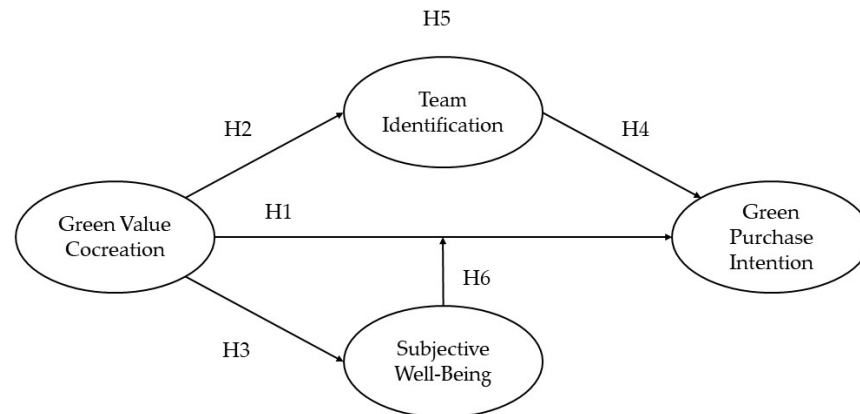 H5
Team
Identification
H2
H4
Green Value
Cocreation
H1
Green
Purchase
Intention
H6
H3
Subjective
Well-Being